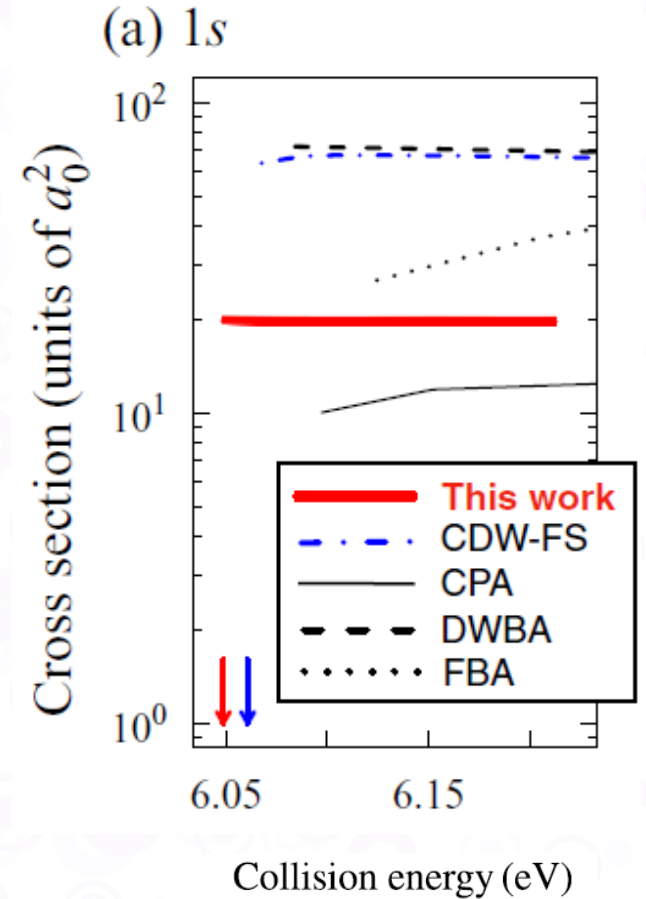 (a) 1s
10²
Cross section (units of a₀²)
10¹
This work
CDW-FS
CPA
DWBA
FBA
10⁰
6.05 6.15
Collision energy (eV)